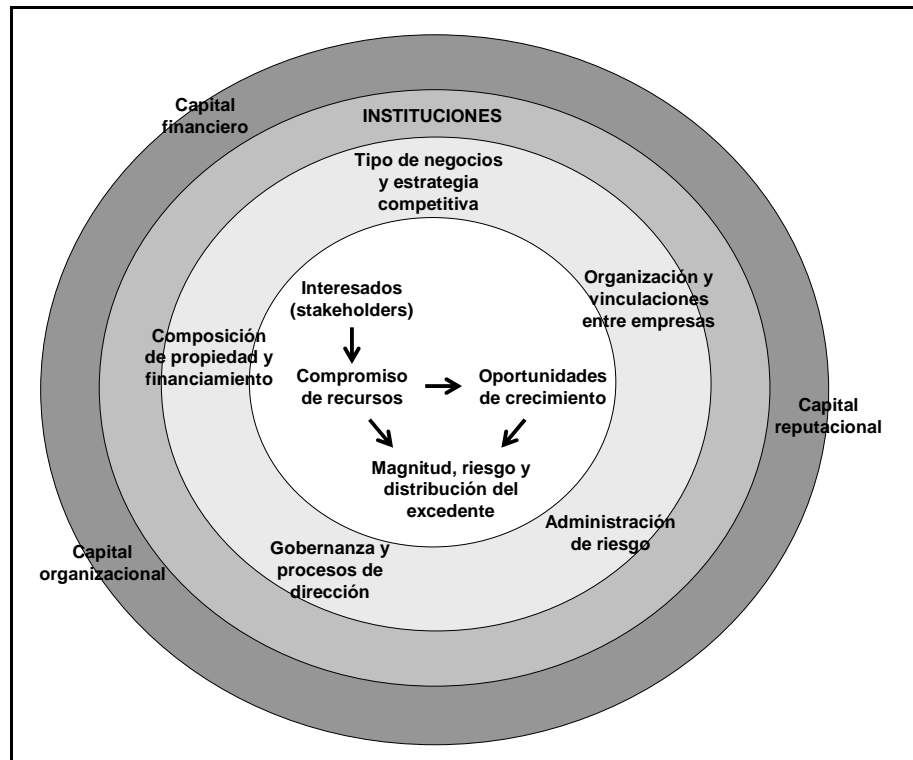 Capital
financiero
INSTITUCIONES
Tipo de negocios
y estrategia
competitiva
Interesados
(stakeholders)
Organización y
vinculaciones
entre empresas
Composición
de propiedad y
financiamiento
Compromiso
de recursos
Oportunidades
de crecimiento
Capital
reputacional
Magnitud, riesgo y
distribución del
excedente
Administración
de riesgo
Gobernanza y
procesos de
dirección
Capital
organizacional